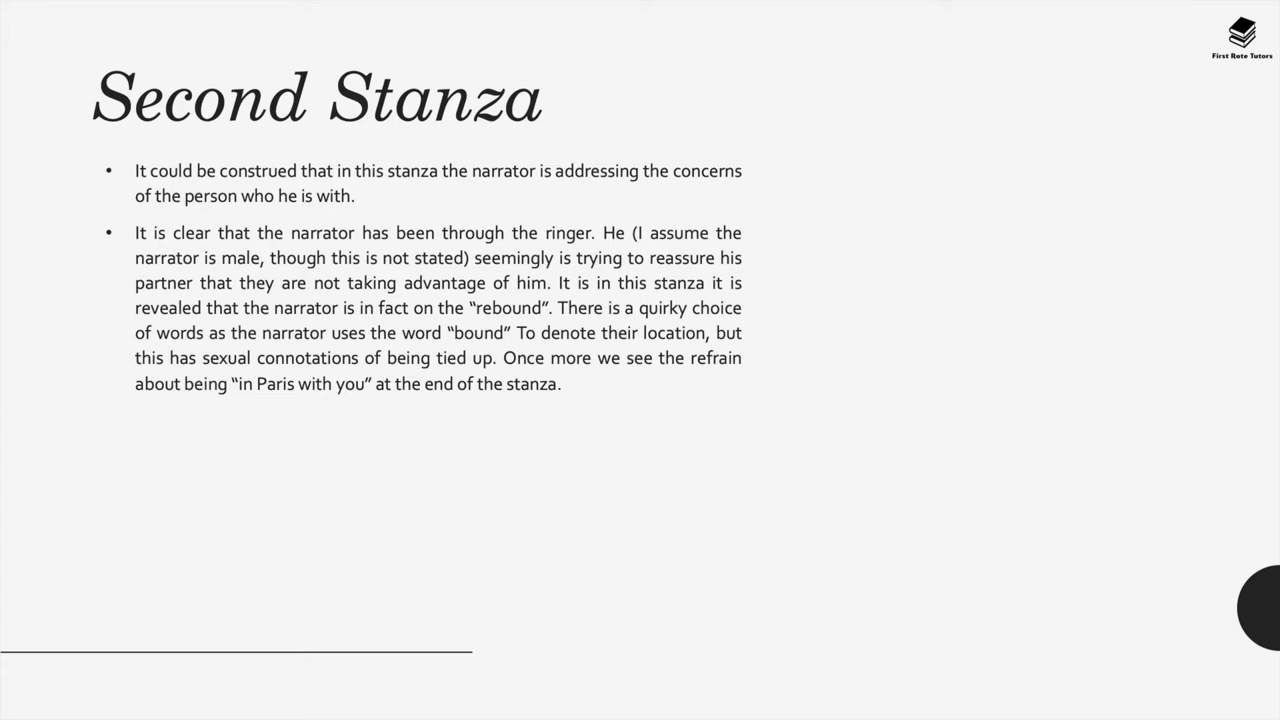 First Rate Tutors
Second Stanza
• It could be construed that in this stanza the narrator is addressing the concerns
of the person who he is with.
• It is clear that the narrator has been through the ringer. He (I assume the
narrator is male, though this is not stated) seemingly is trying to reassure his
partner that they are not taking advantage of him. It is in this stanza it is
revealed that the narrator is in fact on the “rebound”. There is a quirky choice
of words as the narrator uses the word “bound” To denote their location, but
this has sexual connotations of being tied up. Once more we see the refrain
about being “in Paris with you” at the end of the stanza.